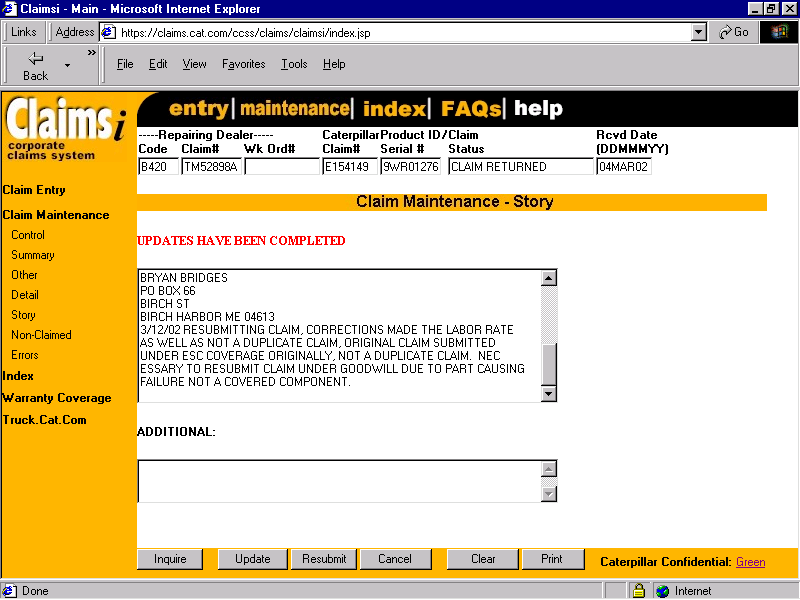 Claimsi - Main - Microsoft Internet Explorer
Links Address https://claims.cat.com/ccss/claims/claimsi/index.jsp Go
Back » File Edit View Favorites Tools Help
Claimsi
corporate
claims system
entry| maintenance| index| FAQs| help
-----Repairing Dealer----- Caterpillar Product ID/Claim Rcvd Date
Code Claim# Wk Ord# Claim# Serial # Status (DDMMMYY)
B420 TM52898A E154149 9WR01276 CLAIM RETURNED 04MAR02
Claim Entry
Claim Maintenance
Control
Summary
Other
Detail
Story
Non-Claimed
Errors
Index
Warranty Coverage
Truck.Cat.Com
Claim Maintenance - Story
UPDATES HAVE BEEN COMPLETED
BRYAN BRIDGES
PO BOX 66
BIRCH ST
BIRCH HARBOR ME 04613
3/12/02 RESUBMITTING CLAIM, CORRECTIONS MADE THE LABOR RATE
AS WELL AS NOT A DUPLICATE CLAIM, ORIGINAL CLAIM SUBMITTED
UNDER ESC COVERAGE ORIGINALLY, NOT A DUPLICATE CLAIM. NEC
ESSARY TO RESUBMIT CLAIM UNDER GOODWILL DUE TO PART CAUSING
FAILURE NOT A COVERED COMPONENT.
ADDITIONAL:
Inquire Update Resubmit Cancel Clear Print Caterpillar Confidential: Green
Done Internet